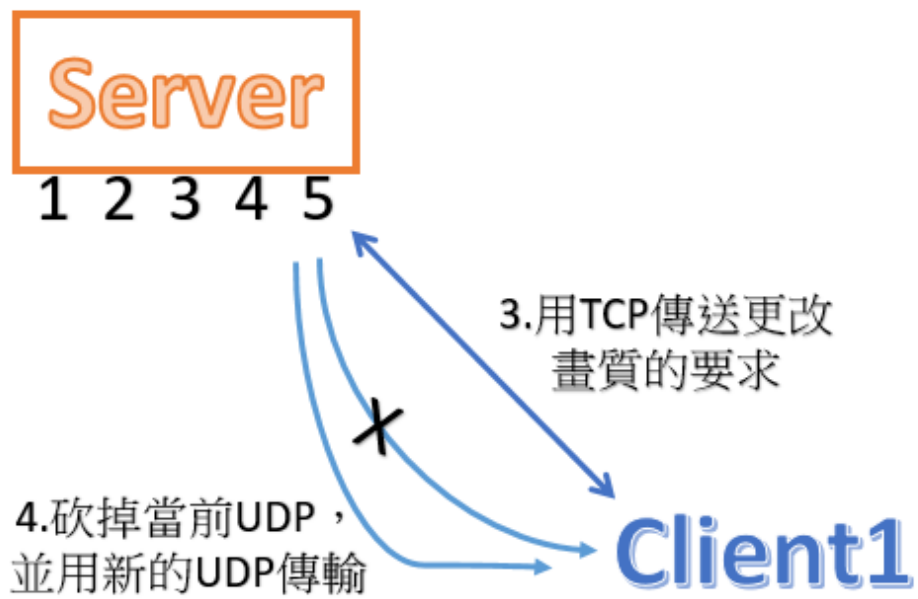 Server
1 2 3 4 5
3.用TCP傳送更改
畫質的要求
X
4.砍掉當前UDP，
並用新的UDP傳輸
Client1